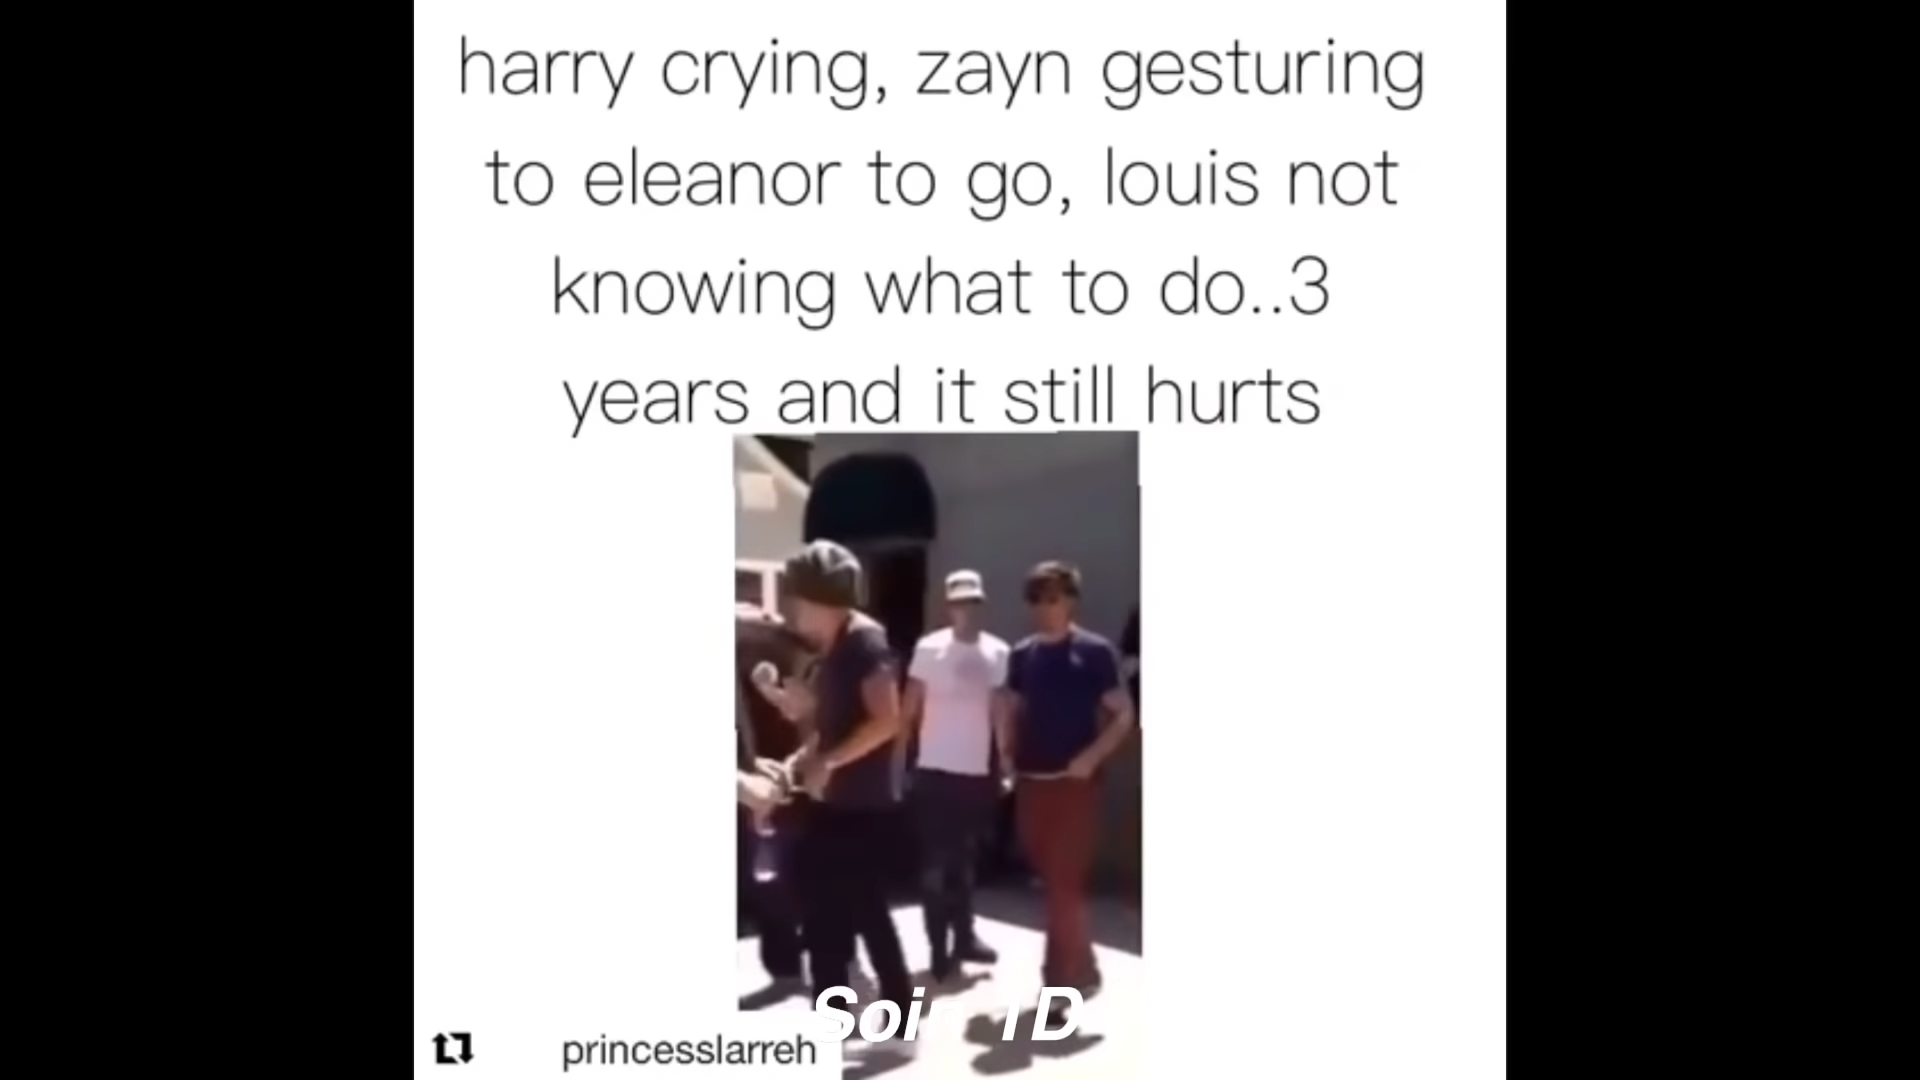 harry crying, zayn gesturing
to eleanor to go, louis not
knowing what to do..3
years and it still hurts
1D
princesslarreh